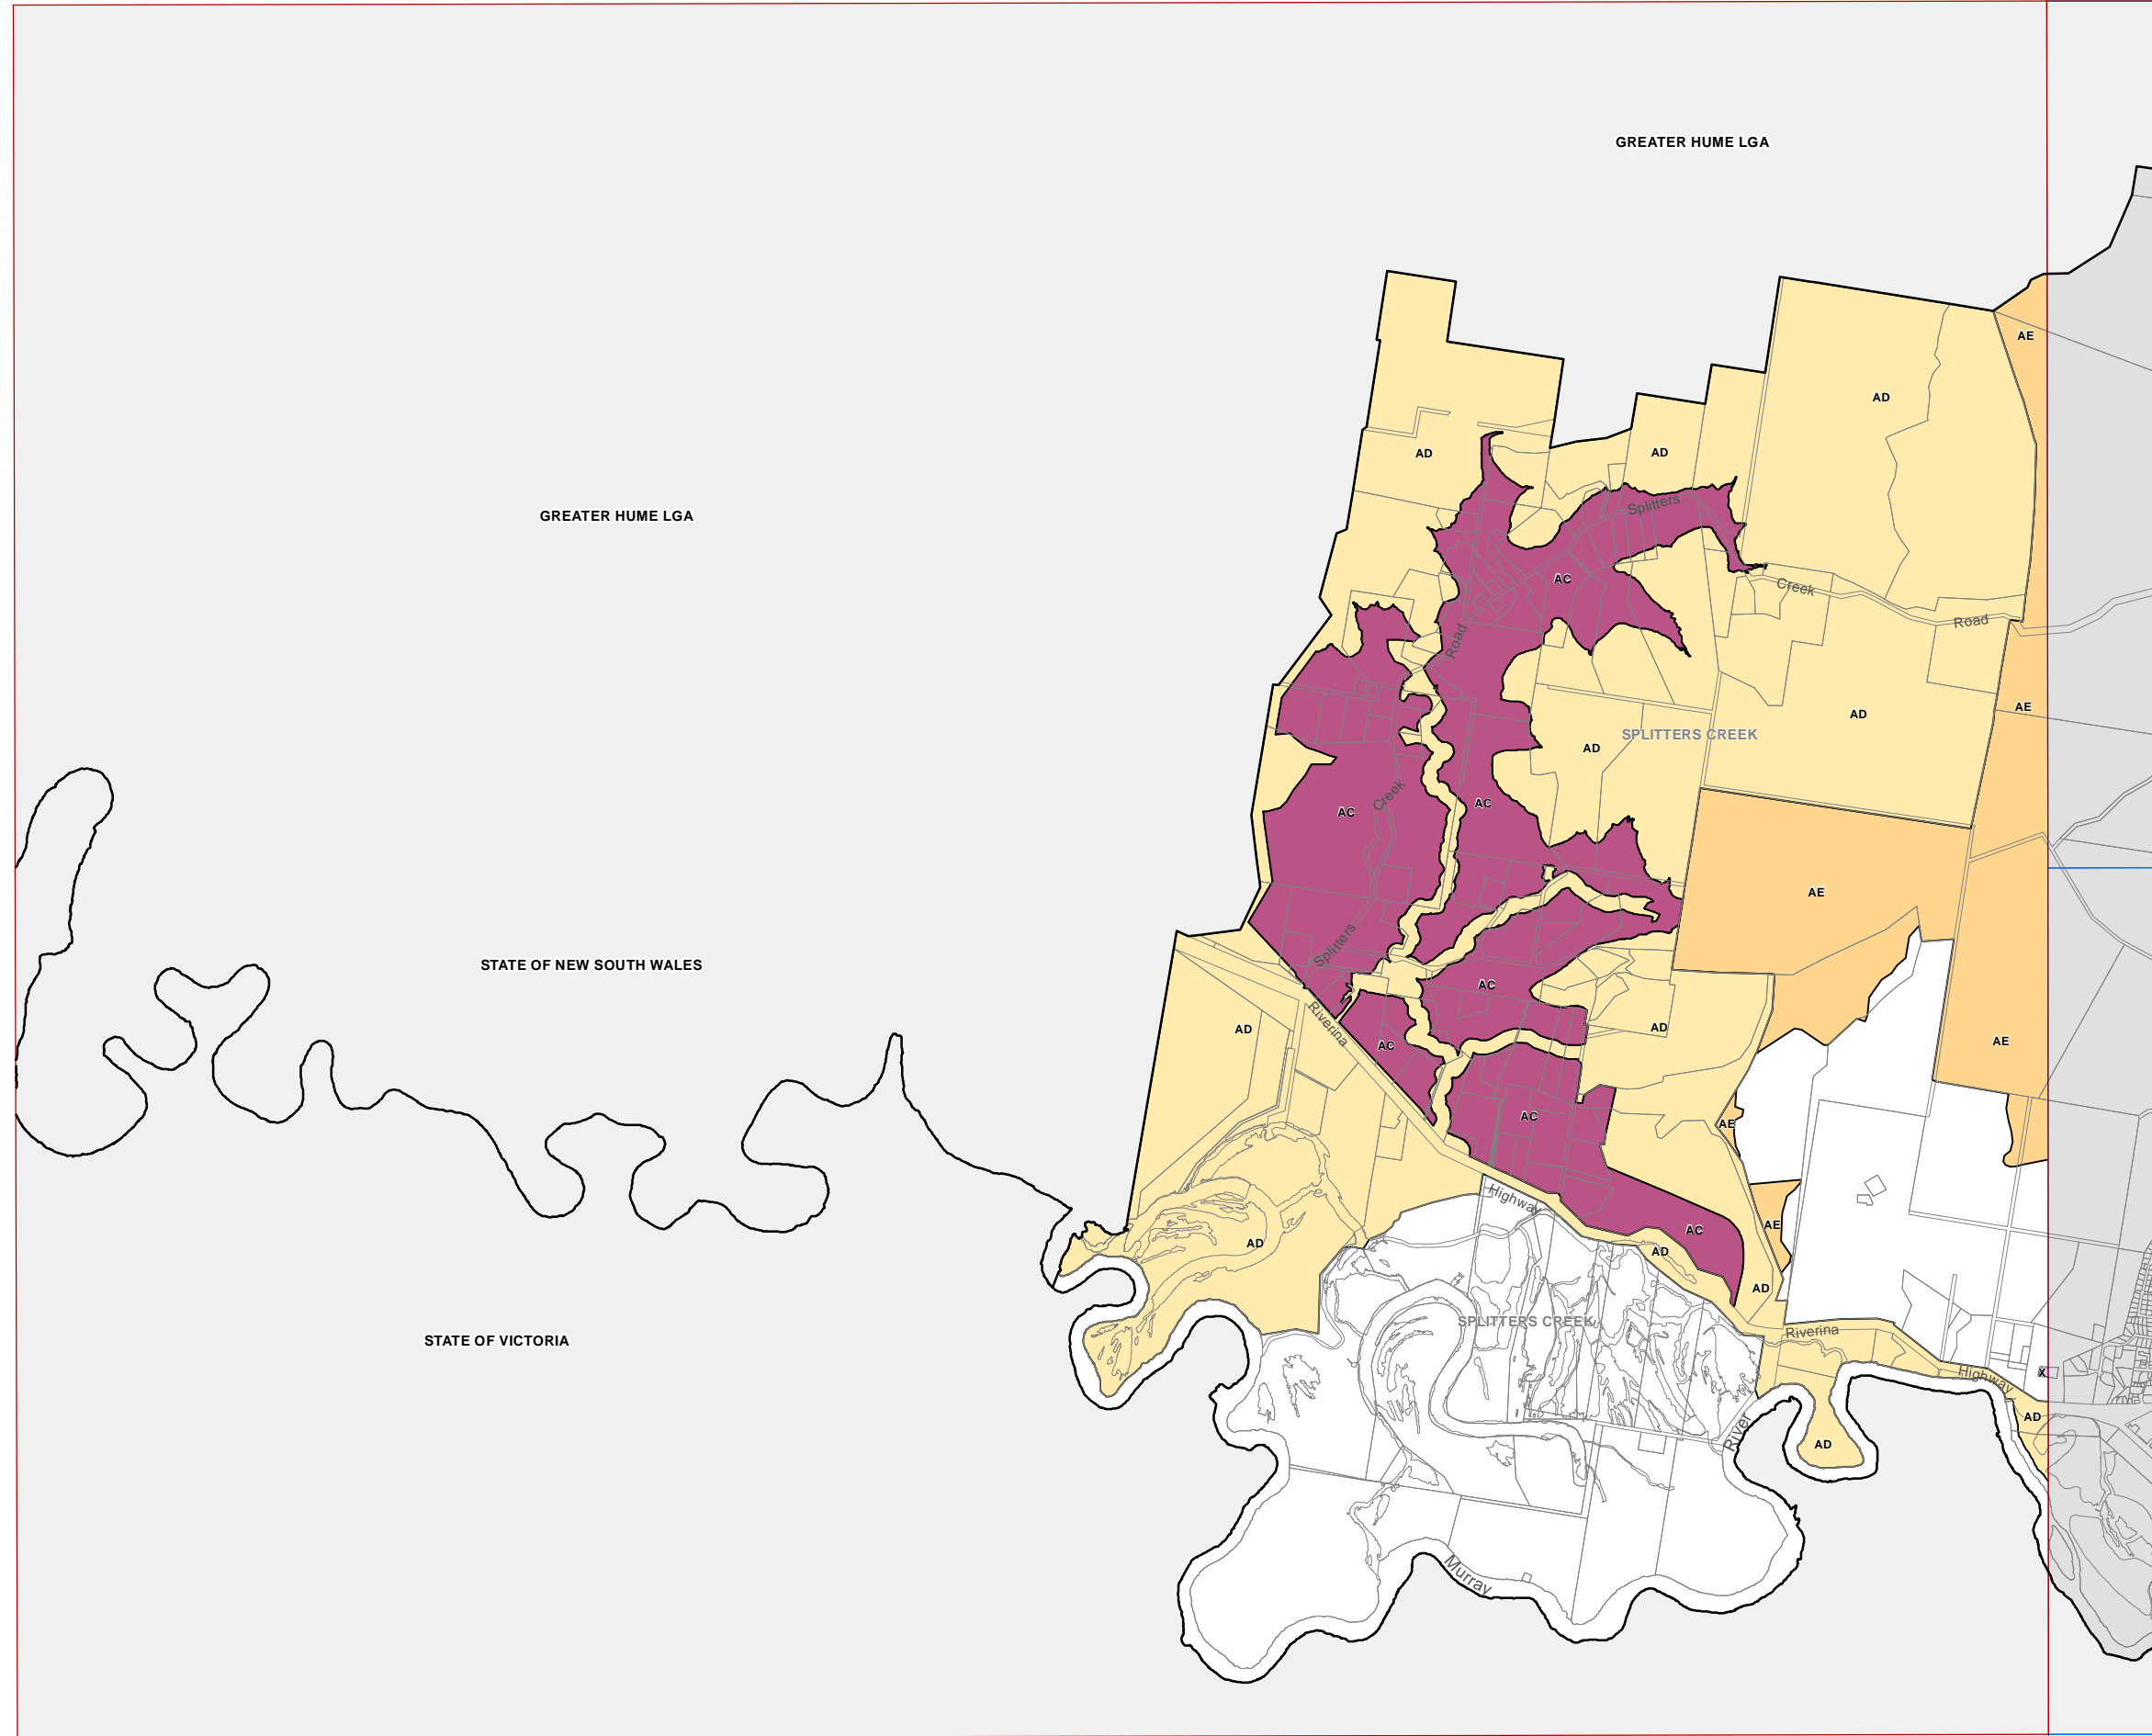 GREATER HUME LGA
AE
AD
AD
AD
Splitters
GREATER HUME LGA
AC
Creek
Road
Road
AE
AD
SPLITTERS CREEK
AD
Creek
AC
AC
AE
Splitters
STATE OF NEW SOUTH WALES
AC
Riverina
AD
AD
AE
AC
AC
AE
Highway
AE
AC
AD
AD
AD
SPLITTERS CREEK
Riverina
STATE OF VICTORIA
X
Highway
AD
River
AD
Murray